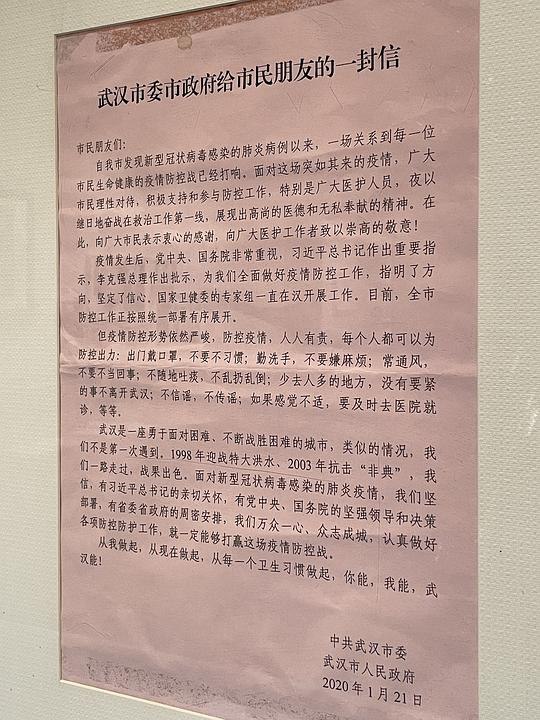 武汉市委市政府给市民朋友的一封信
市民朋友们：
自我市发现新型冠状病毒感染的肺炎病例以来，一场关系到每一位
市民生命健康的疫情防控战已经打响。面对这场突如其来的疫情，广大
市民理性对待，积极支持和参与防控工作，特别是广大医护人员，夜以
继日地奋战在救治工作第一线，展现出高尚的医德和无私奉献的精神。在
此，向广大市民表示衷心的感谢，向广大医护工作者致以崇高的敬意！
疫情发生后，党中央、国务院非常重视，习近平总书记作出重要指
示，李克强总理作出批示，为我们全面做好疫情防控工作，指明了方
向，坚定了信心。国家卫健委的专家组一直在汉开展工作。目前，全市
防控工作正按照统一部署有序展开。
但疫情防控形势依然严峻，防控疫情，人人有责，每个人都可以为
防控出力：出门戴口罩，不要不习惯；勤洗手，不要嫌麻烦；常通风，
不要不当回事；不随地吐痰，不乱扔乱倒；少去人多的地方，没有要紧
的事不离开武汉；不信谣，不传谣；如果感觉不适，要及时去医院就
诊，等等。
武汉是一座勇于面对困难、不断战胜困难的城市，类似的情况，我
们不是第一次遇到。1998年迎战特大洪水、2003年抗击“非典”，我
们一路走过，战果出色。面对新型冠状病毒感染的肺炎疫情，我们坚
信，有习近平总书记的亲切关怀，有党中央、国务院的坚强领导和决策
部署，有省委省政府的周密安排，我们万众一心、众志成城，认真做好
各项防控防护工作，就一定能够打赢这场疫情防控战。
从我做起，从现在做起，从每一个卫生习惯做起，你能，我能，武
汉能！
中共武汉市委
武汉市人民政府
2020年1月21日